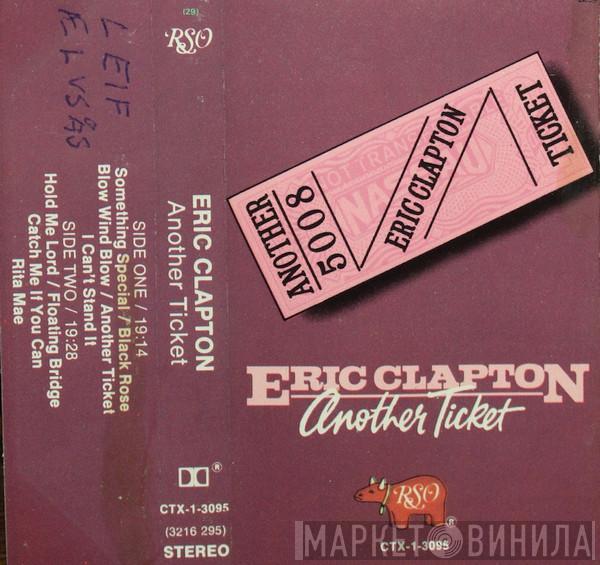 LEIF
ÆLVSÅS
SIDE ONE / 19:14
Something Special / Black Rose
Blow Wind Blow / Another Ticket
I Can't Stand It
SIDE TWO / 19:28
Hold Me Lord / Floating Bridge
Catch Me If You Can
Rita Mae
(29)
RSO
ERIC CLAPTON
Another Ticket
®
CTX-1-3095
(3216 295)
STEREO
ANOTHER
5008
ERIC CLAPTON
TICKET
ERIC CLAPTON
Another Ticket
RSO
®
CTX-1-3095
МАРКЕТ ВИНИЛА